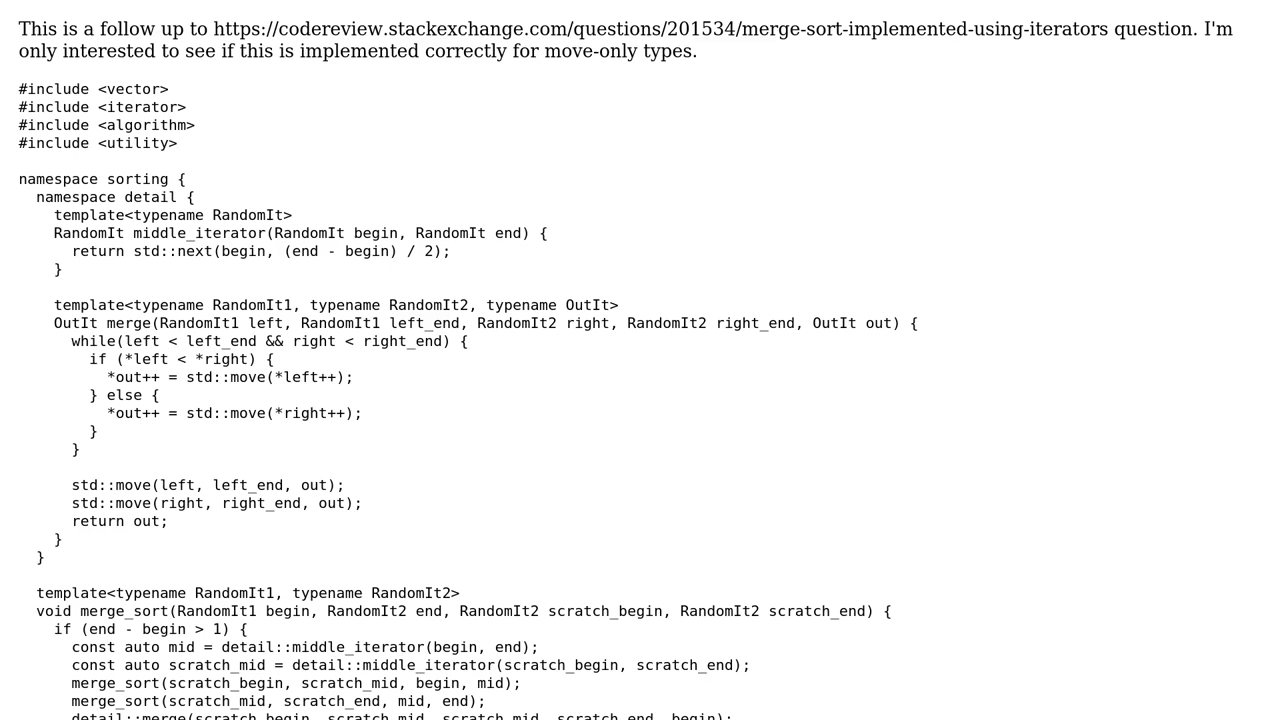 This is a follow up to https://codereview.stackexchange.com/questions/201534/merge-sort-implemented-using-iterators question. I'm
only interested to see if this is implemented correctly for move-only types.
#include <vector>
#include <iterator>
#include <algorithm>
#include <utility>
namespace sorting {
  namespace detail {
    template<typename RandomIt>
    RandomIt middle_iterator(RandomIt begin, RandomIt end) {
      return std::next(begin, (end - begin) / 2);
    }
    template<typename RandomIt1, typename RandomIt2, typename OutIt>
    OutIt merge(RandomIt1 left, RandomIt1 left_end, RandomIt2 right, RandomIt2 right_end, OutIt out) {
      while(left < left_end && right < right_end) {
        if (*left < *right) {
          *out++ = std::move(*left++);
        } else {
          *out++ = std::move(*right++);
        }
      }
      std::move(left, left_end, out);
      std::move(right, right_end, out);
      return out;
    }
  }
  template<typename RandomIt1, typename RandomIt2>
  void merge_sort(RandomIt1 begin, RandomIt2 end, RandomIt2 scratch_begin, RandomIt2 scratch_end) {
    if (end - begin > 1) {
      const auto mid = detail::middle_iterator(begin, end);
      const auto scratch_mid = detail::middle_iterator(scratch_begin, scratch_end);
      merge_sort(scratch_begin, scratch_mid, begin, mid);
      merge_sort(scratch_mid, scratch_end, mid, end);
      detail::merge(scratch_begin, scratch_mid, scratch_mid, scratch_end, begin);